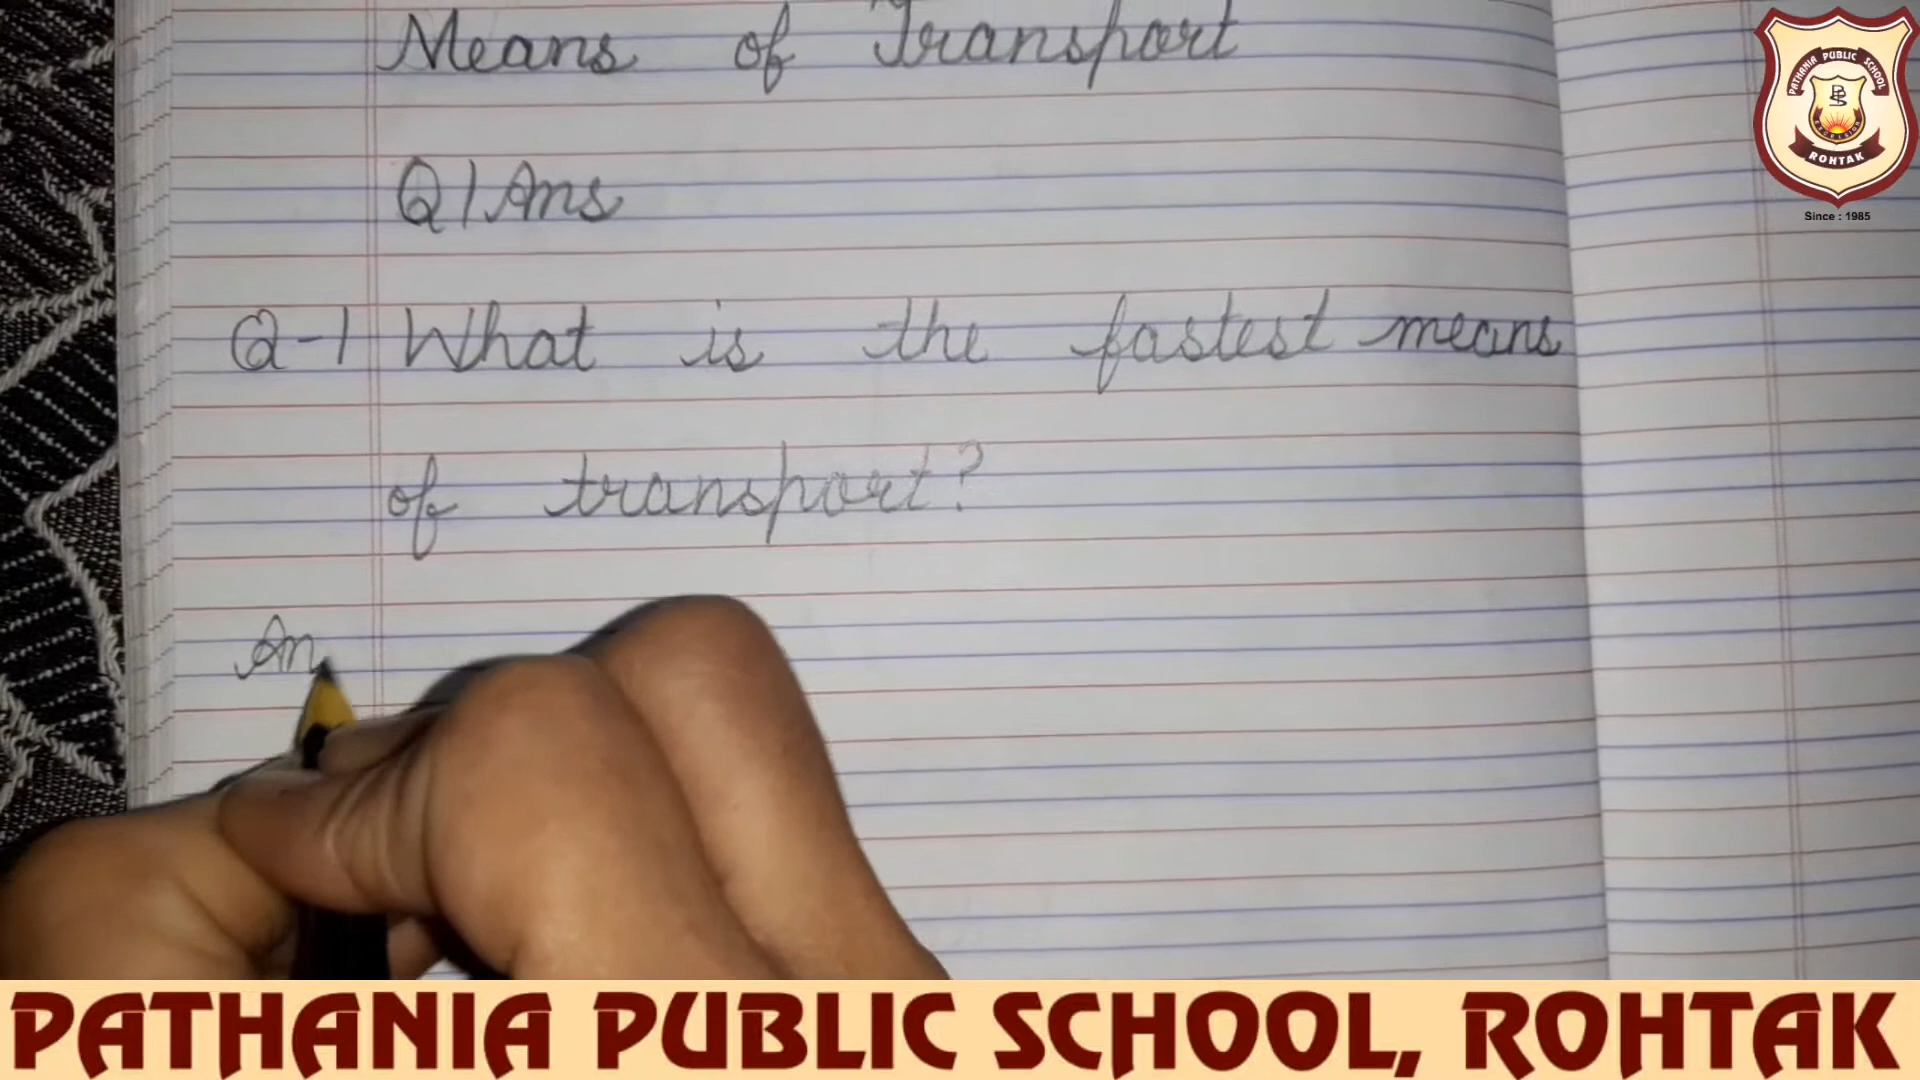 Means of Transport
Q/Ans
Q-1 What is the fastest means
of transport?
An
PATHANIA PUBLIC SCHOOL
ROHTAK
Since : 1985
PATHANIA PUBLIC SCHOOL, ROHTAK